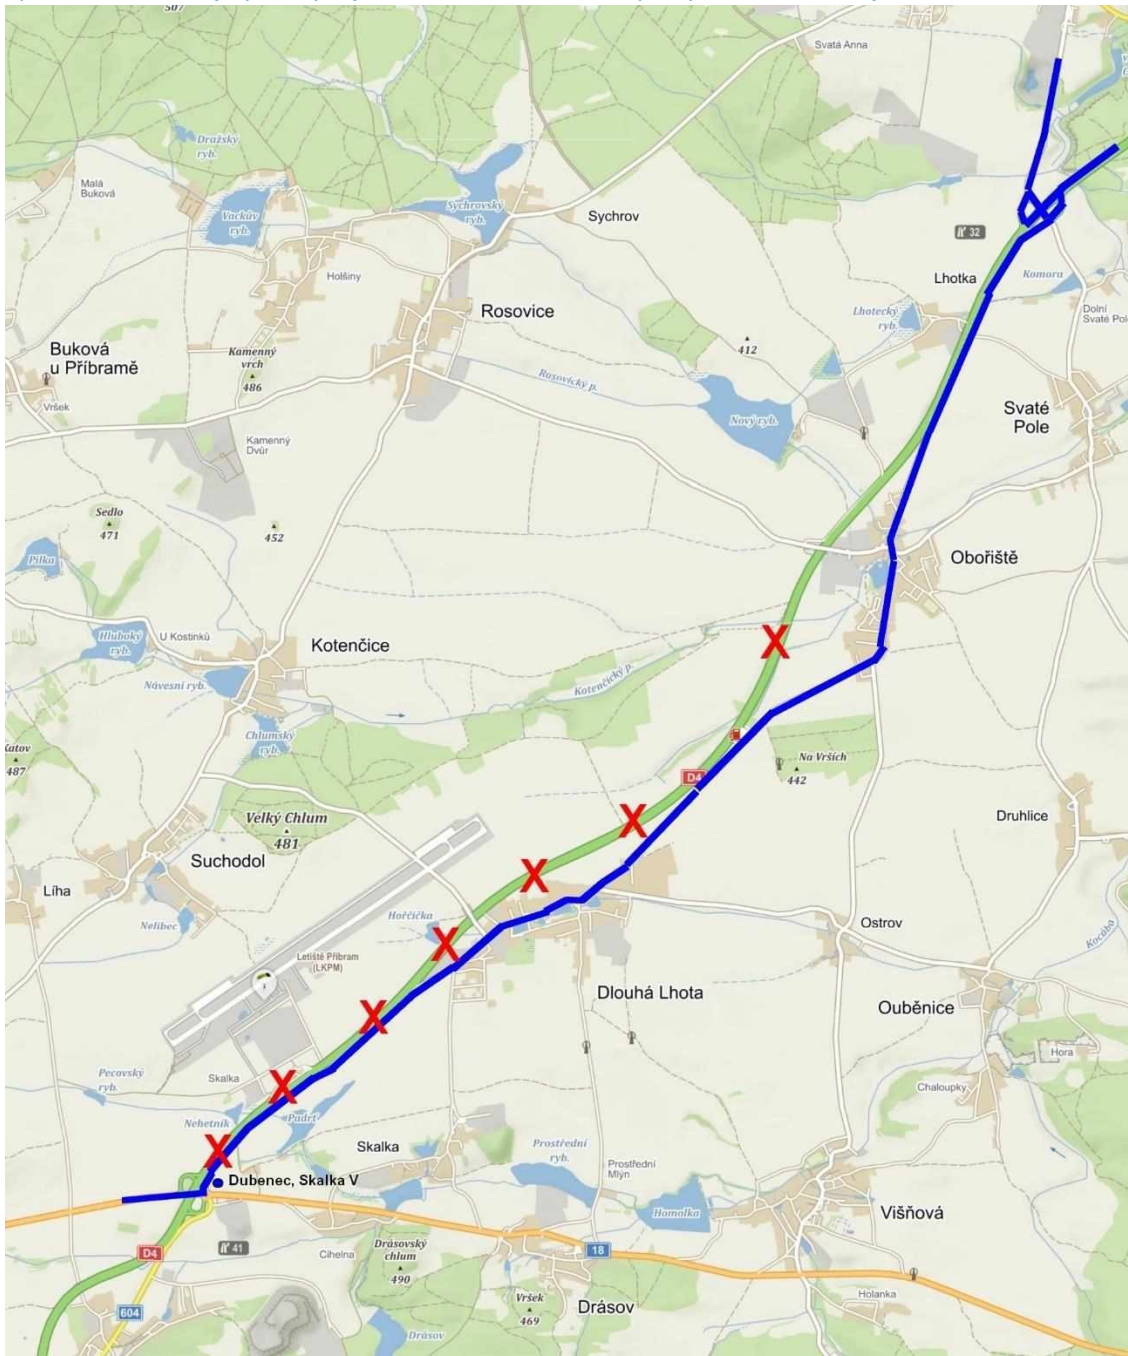 507
Svatá Anna
Dražský
ryb.
Malá
Buková
Vackův
ryb.
Sychrovský
ryb.
Sychrov
32
Holšiny
Lhotka
Komora
Rosovice
Lhotecký
ryb.
Dolní
Svaté Pole
Buková
u Příbramě
Kamenný
vrch
486
412
Rosovický p.
Vršek
Nový ryb.
Svaté
Pole
Kamenný
Dvůr
Sedlo
471
452
Pilka
Obořiště
Hluboký
ryb.
U Kostinků
Kotenčice
Návesní ryb.
Kotenčický p.
Chlumský
ryb.
Katov
487
Na Vrších
442
D4
Velký Chlum
481
Druhlice
Suchodol
Líha
Nelibec
Hořčička
Ostrov
Kocába
Letiště Příbram
(LKPM)
Dlouhá Lhota
Ouběnice
Hora
Pecovský
ryb.
Skalka
Chaloupky
Nehetník
Padrť
Skalka
Prostřední
ryb.
Prostřední
Mlýn
Dubenec, Skalka V
Homolka
Višňová
D4
41
Cihelna
Drásovský
chlum
490
18
604
Vršek
469
Drásov
Holanka
Drásov
X
X
X
X
X
X
X